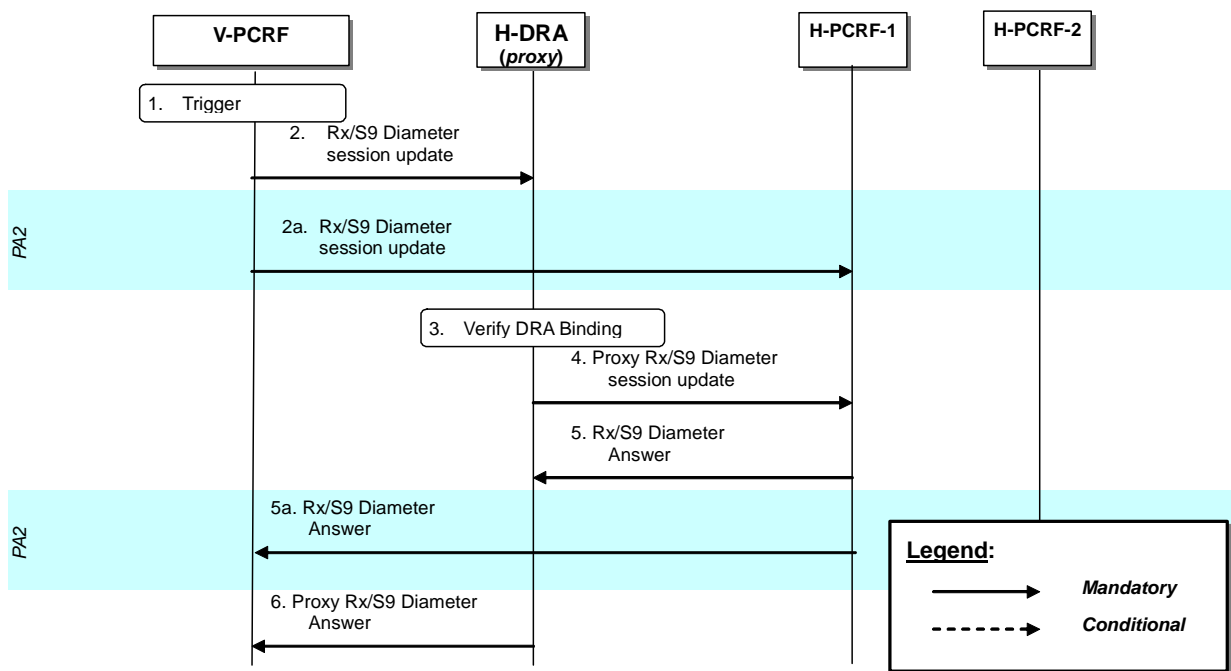 V-PCRF
H-DRA
(proxy)
H-PCRF-1
H-PCRF-2
1. Trigger
2. Rx/S9 Diameter
session update
PA2
2a. Rx/S9 Diameter
session update
3. Verify DRA Binding
4. Proxy Rx/S9 Diameter
session update
5. Rx/S9 Diameter
Answer
PA2
5a. Rx/S9 Diameter
Answer
6. Proxy Rx/S9 Diameter
Answer
Legend:
Mandatory
Conditional